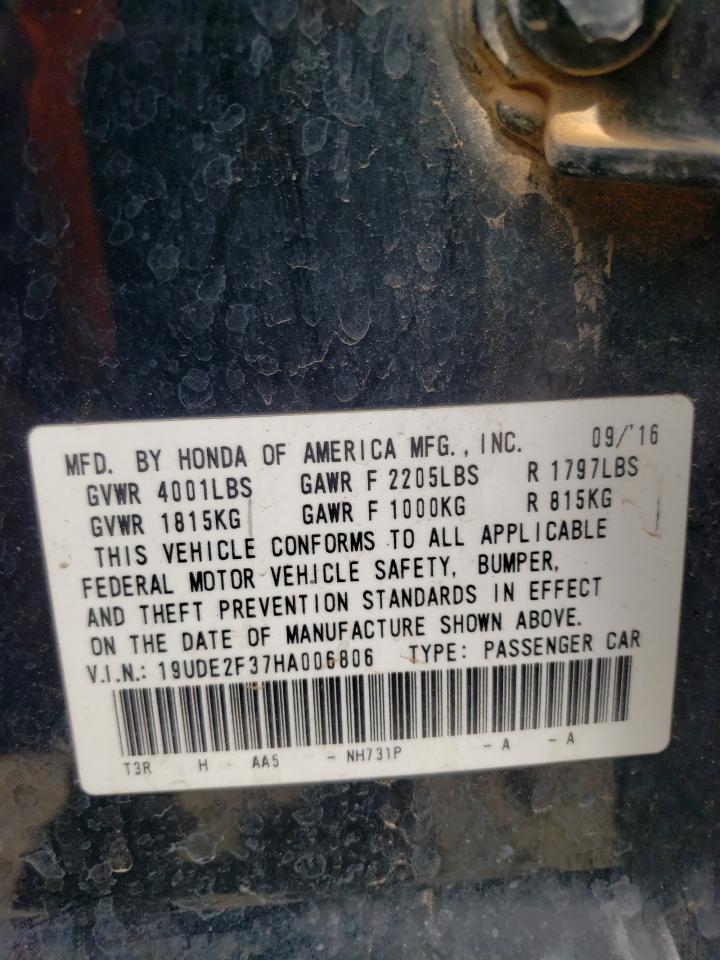 MFD. BY HONDA OF AMERICA MFG., INC. 09/'16
GVWR 4001LBS GAWR F 2205LBS R 1797LBS
GVWR 1815KG GAWR F 1000KG R 815KG
THIS VEHICLE CONFORMS TO ALL APPLICABLE
FEDERAL MOTOR VEHICLE SAFETY, BUMPER,
AND THEFT PREVENTION STANDARDS IN EFFECT
ON THE DATE OF MANUFACTURE SHOWN ABOVE.
V.I.N.: 19UDE2F37HA006806 TYPE: PASSENGER CAR
T3R H AA5 - NH731P - A - A